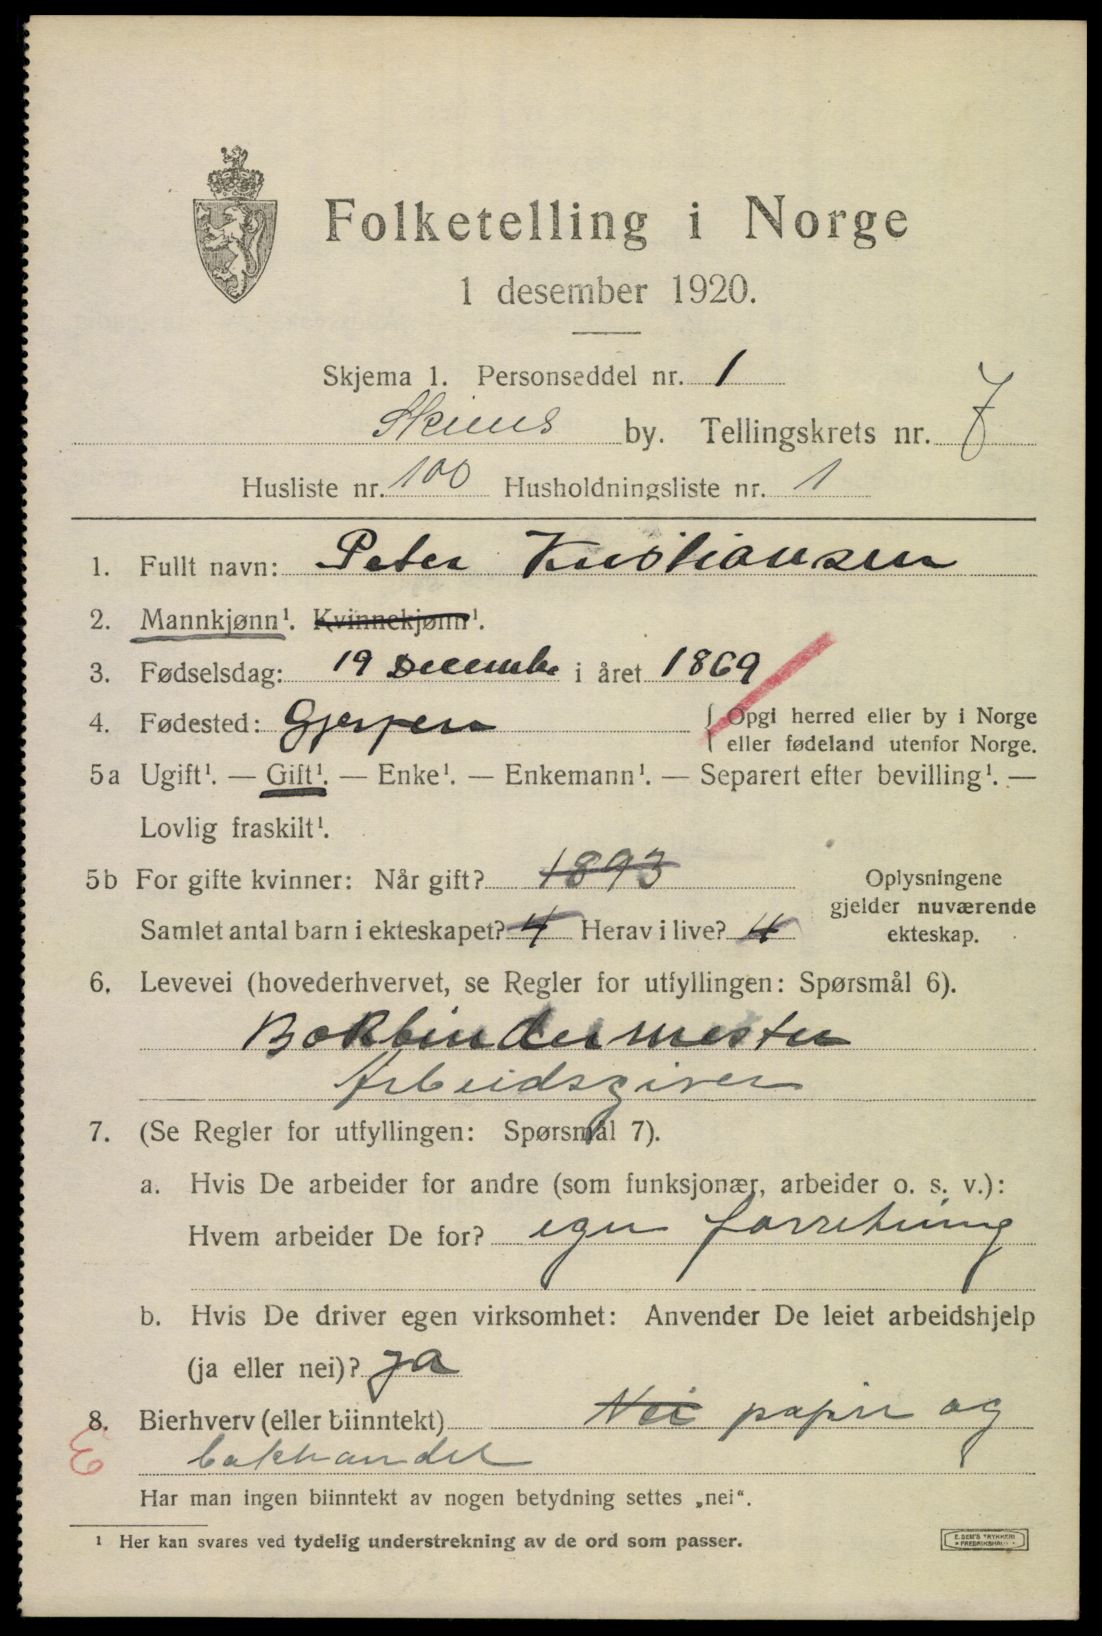 Folketelling i Norge
1 desember 1920.
Skjema 1. Personseddel nr. 1
Skiens by. Tellingskrets nr. 7
Husliste nr. 100 Husholdningsliste nr. 1
1. Fullt navn: Peter Kristiansen
2. Mannkjønn¹. Kvinnekjønn¹.
3. Fødselsdag: 19 December i året 1869
4. Fødested: Gjerpen { Opgi herred eller by i Norge
eller fødeland utenfor Norge.
5a Ugift¹. — Gift¹. — Enke¹. — Enkemann¹. — Separert efter bevilling¹. —
Lovlig fraskilt¹.
5b For gifte kvinner: Når gift? 1893
Samlet antal barn i ekteskapet? 4 Herav i live? 4
Oplysningene
gjelder nuværende
ekteskap.
6. Levevei (hovederhvervet, se Regler for utfyllingen: Spørsmål 6).
Bokbindermester
Arbeidsgiver
7. (Se Regler for utfyllingen: Spørsmål 7).
a. Hvis De arbeider for andre (som funksjonær, arbeider o. s. v.):
Hvem arbeider De for? egen forretning
b. Hvis De driver egen virksomhet: Anvender De leiet arbeidshjelp
(ja eller nei)? ja
8. Bierhverv (eller biinntekt) Nei papir og
bokhandel
Har man ingen biinntekt av nogen betydning settes „nei“.
¹ Her kan svares ved tydelig understrekning av de ord som passer.
E. SEM'S TRYKKERI
FREDRIKSHALD